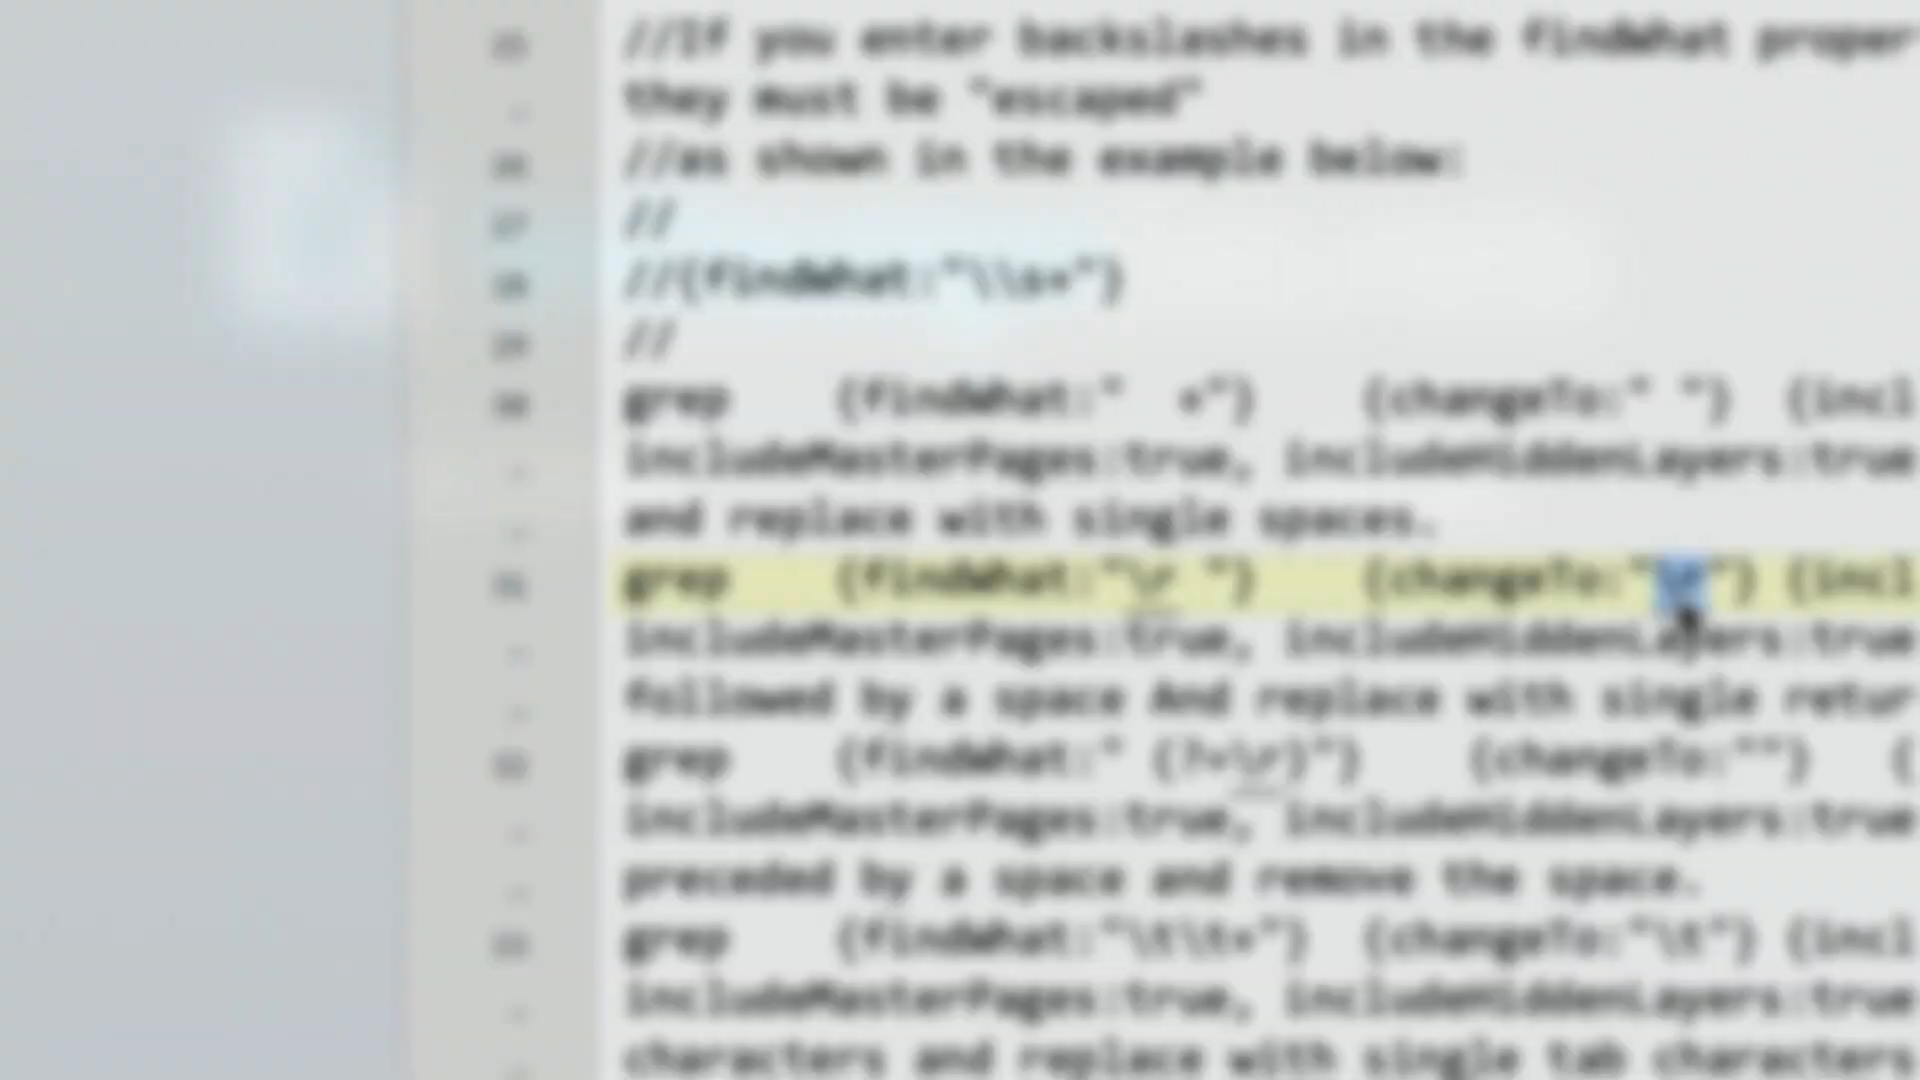 //If you enter backslashes in the findWhat proper
they must be "escaped"
//as shown in the example below:
//
//{findWhat:"\\s+"}
//
grep {findWhat:"  +"} {changeTo:" "} {incl
includeMasterPages:true, includeHiddenLayers:true
and replace with single spaces.
grep {findWhat:"\r "} {changeTo:"\r"} {incl
includeMasterPages:true, includeHiddenLayers:true
followed by a space And replace with single retur
grep {findWhat:" (?=\r)"} {changeTo:""} {
includeMasterPages:true, includeHiddenLayers:true
preceded by a space and remove the space.
grep {findWhat:"\t\t+"} {changeTo:"\t"} {incl
includeMasterPages:true, includeHiddenLayers:true
characters and replace with single tab characters